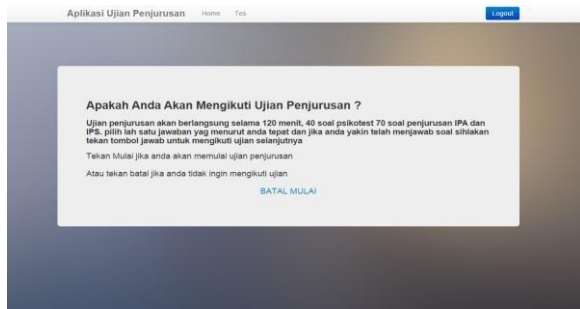 Aplikasi Ujian Penjurusan Home Tes Logout
Apakah Anda Akan Mengikuti Ujian Penjurusan ?
Ujian penjurusan akan berlangsung selama 120 menit, 40 soal psikotest 70 soal penjurusan IPA dan
IPS. pilih lah satu jawaban yag menurut anda tepat dan jika anda yakin telah menjawab soal sihlakan
tekan tombol jawab untuk mengikuti ujian selanjutnya
Tekan Mulai jika anda akan memulai ujian penjurusan
Atau tekan batal jika anda tidak ingin mengikuti ujian
BATAL MULAI